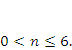 0 < n ≤ 6.